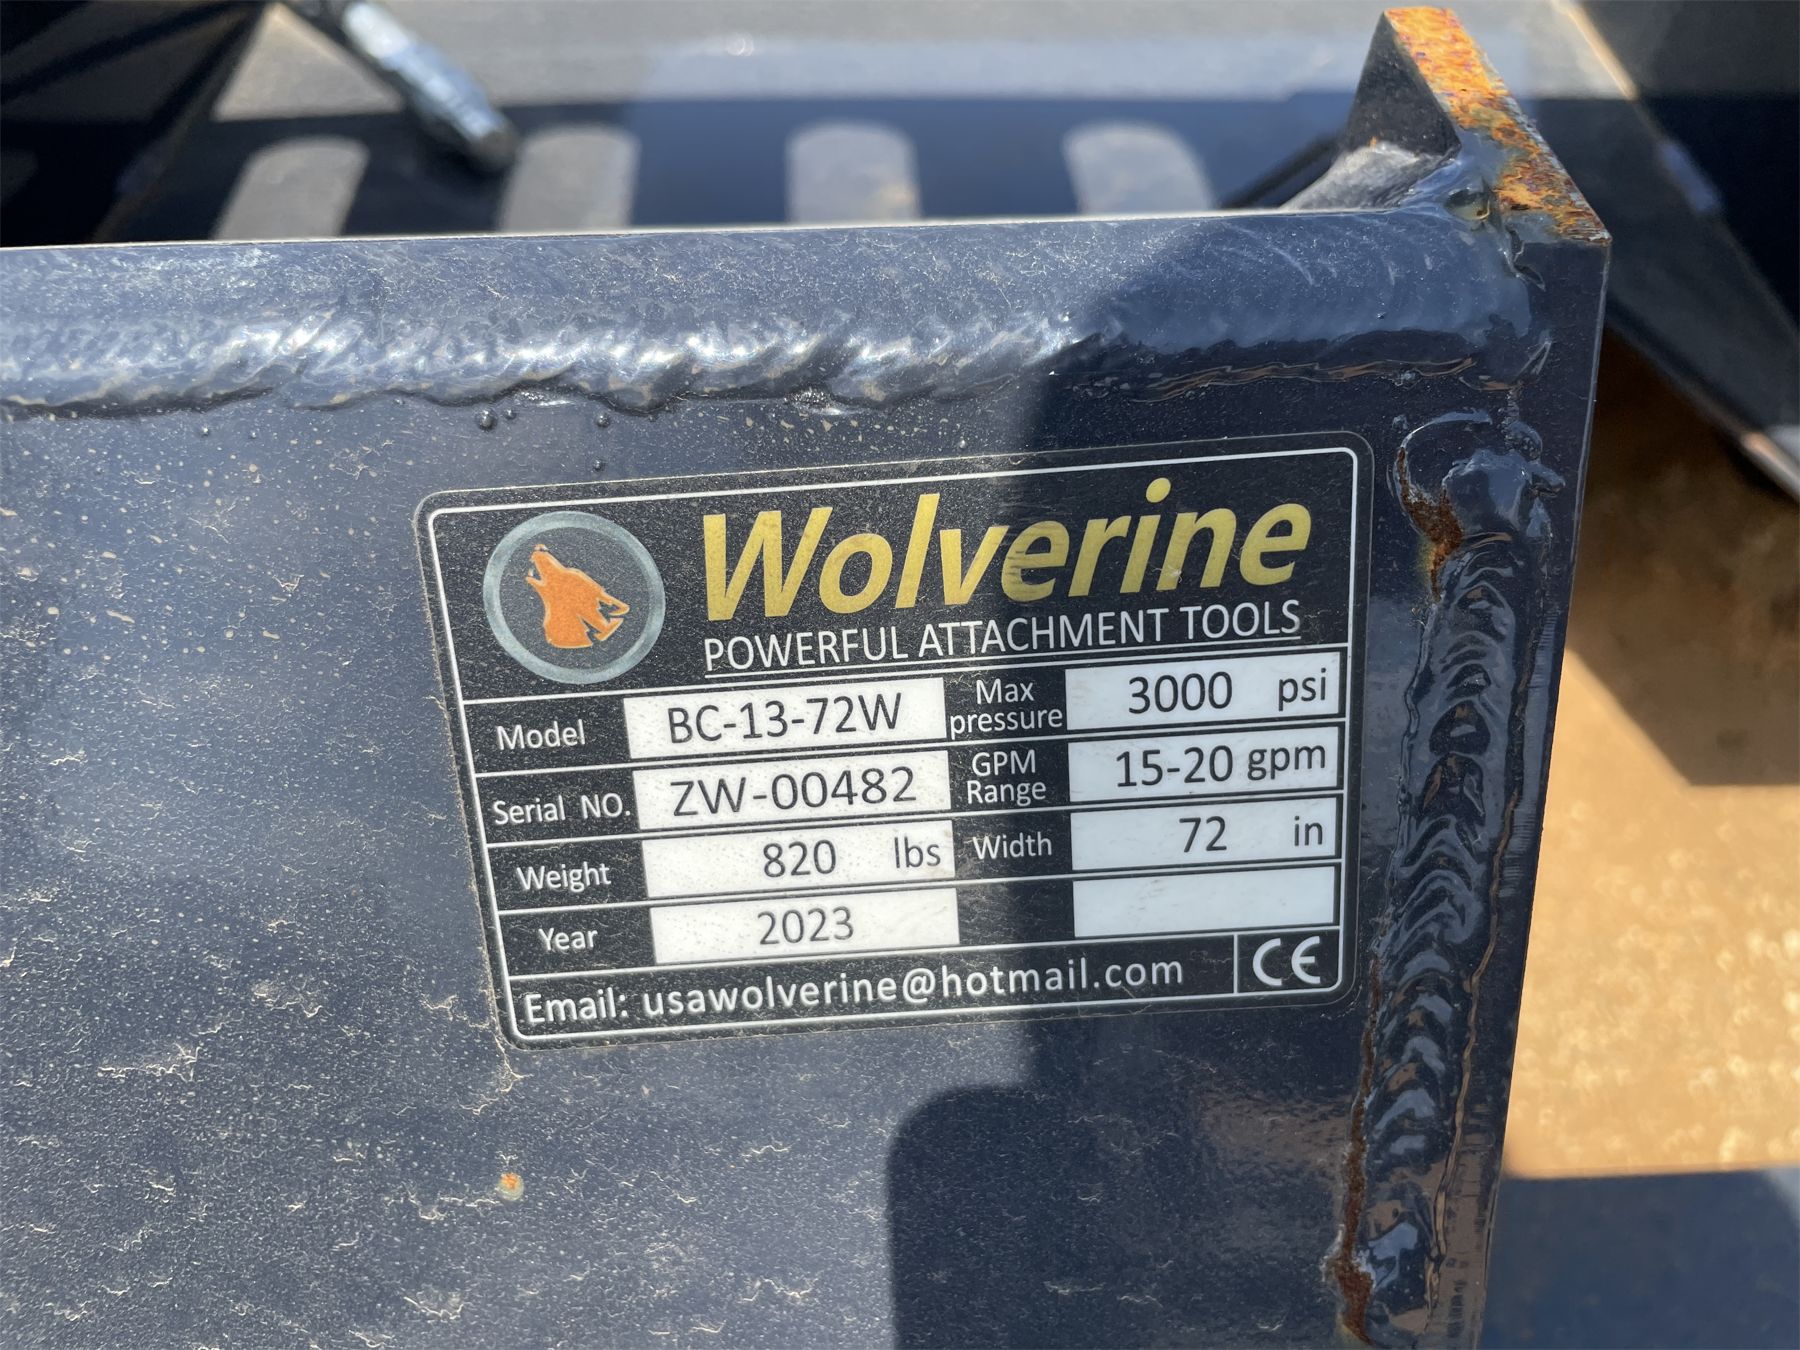 Wolverine
POWERFUL ATTACHMENT TOOLS
Model BC-13-72W Max pressure 3000 psi
Serial NO. ZW-00482 GPM Range 15-20 gpm
Weight 820 lbs Width 72 in
Year 2023
Email: usawolverine@hotmail.com CE